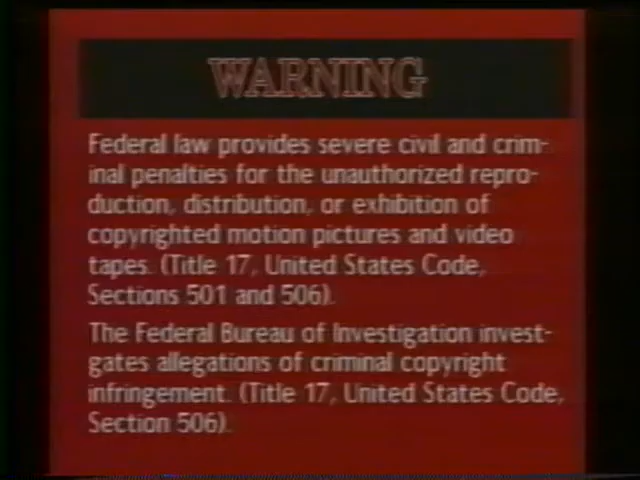 WARNING
Federal law provides severe civil and crim-
inal penalties for the unauthorized repro-
duction, distribution, or exhibition of
copyrighted motion pictures and video
tapes. (Title 17, United States Code,
Sections 501 and 506).
The Federal Bureau of Investigation invest-
gates allegations of criminal copyright
infringement. (Title 17, United States Code,
Section 506).